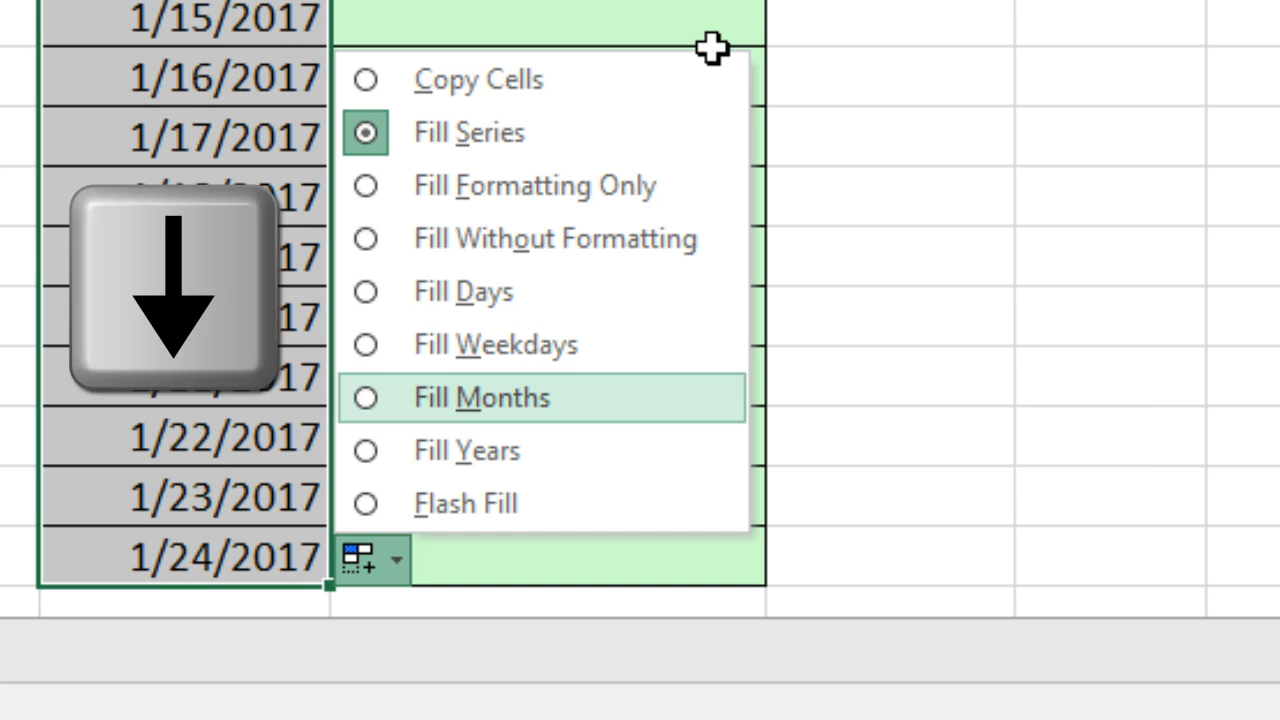 1/15/2017
1/16/2017
1/17/2017
17
17
17
17
1/22/2017
1/23/2017
1/24/2017
Copy Cells
Fill Series
Fill Formatting Only
Fill Without Formatting
Fill Days
Fill Weekdays
Fill Months
Fill Years
Flash Fill